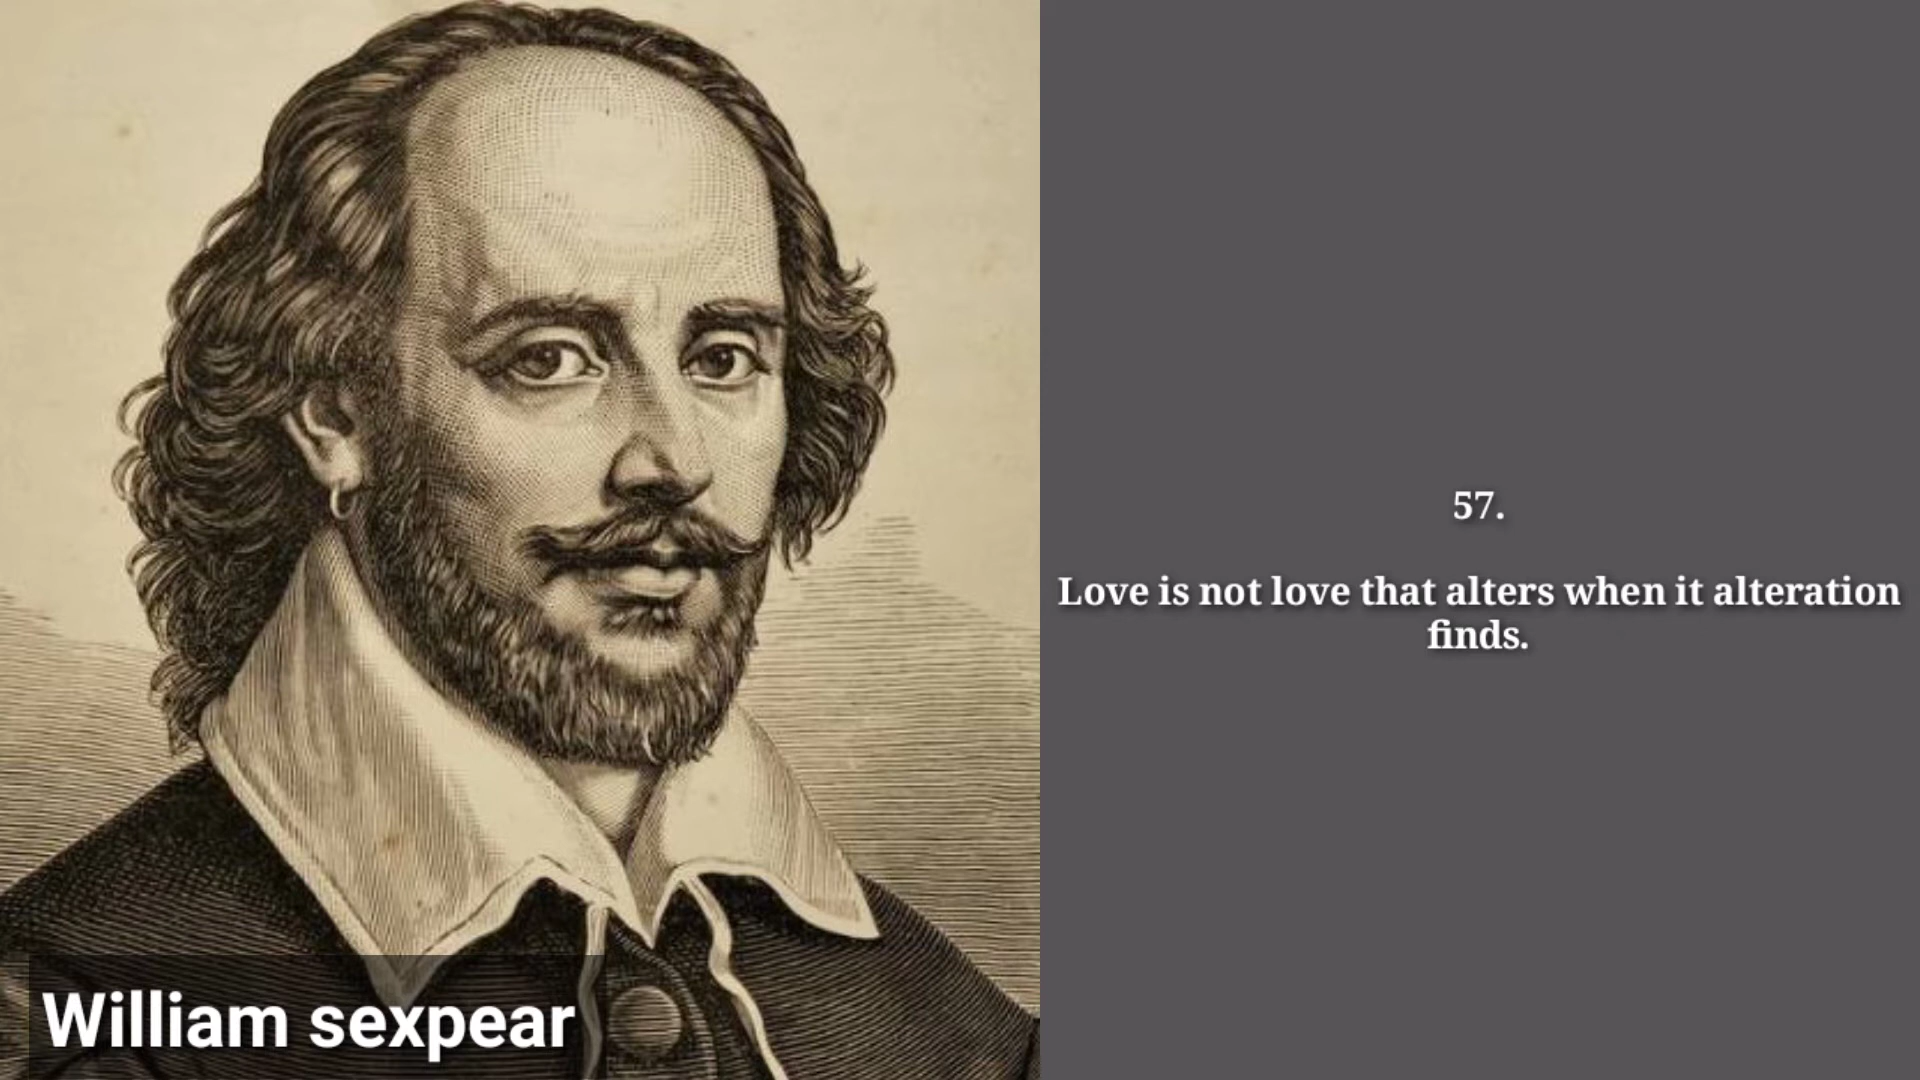 57.
Love is not love that alters when it alteration
finds.
William sexpear